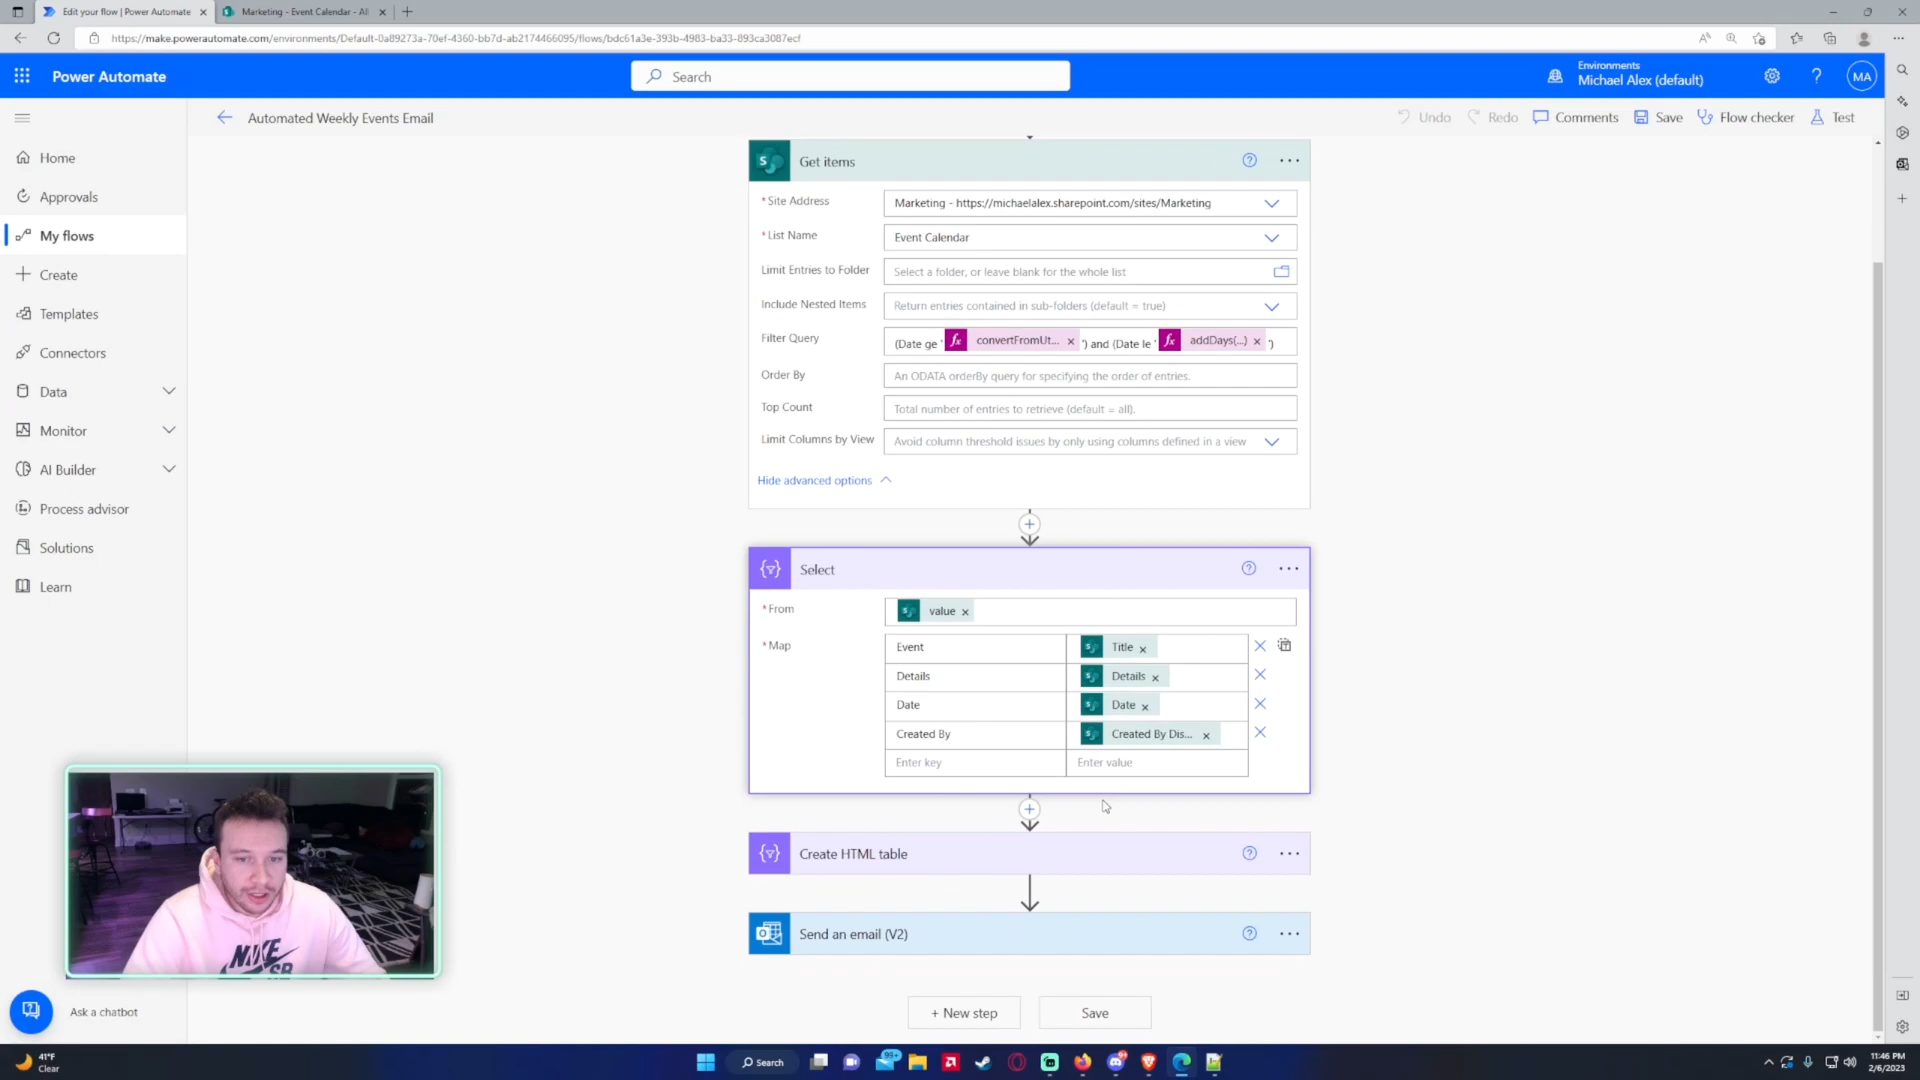 Edit your flow | Power Automate
Marketing - Event Calendar - All
https://make.powerautomate.com/environments/Default-0a89273a-70ef-4360-bb7d-ab2174466095/flows/bdc61a3e-393b-4983-ba33-893ca3087ecf
Power Automate
Search
Environments
Michael Alex (default)
MA
Automated Weekly Events Email
Undo
Redo
Comments
Save
Flow checker
Test
Home
Approvals
My flows
Create
Templates
Connectors
Data
Monitor
AI Builder
Process advisor
Solutions
Learn
Ask a chatbot
Get items
* Site Address
Marketing - https://michaelalex.sharepoint.com/sites/Marketing
* List Name
Event Calendar
Limit Entries to Folder
Select a folder, or leave blank for the whole list
Include Nested Items
Return entries contained in sub-folders (default = true)
Filter Query
(Date ge ' convertFromUt... ') and (Date le ' addDays(...) ')
Order By
An ODATA orderBy query for specifying the order of entries.
Top Count
Total number of entries to retrieve (default = all).
Limit Columns by View
Avoid column threshold issues by only using columns defined in a view
Hide advanced options
Select
* From
value
* Map
Event
Title
Details
Details
Date
Date
Created By
Created By Dis...
Enter key
Enter value
Create HTML table
Send an email (V2)
+ New step
Save
NIKE
SB
41°F
Clear
Search
99+
11:46 PM
2/6/2023